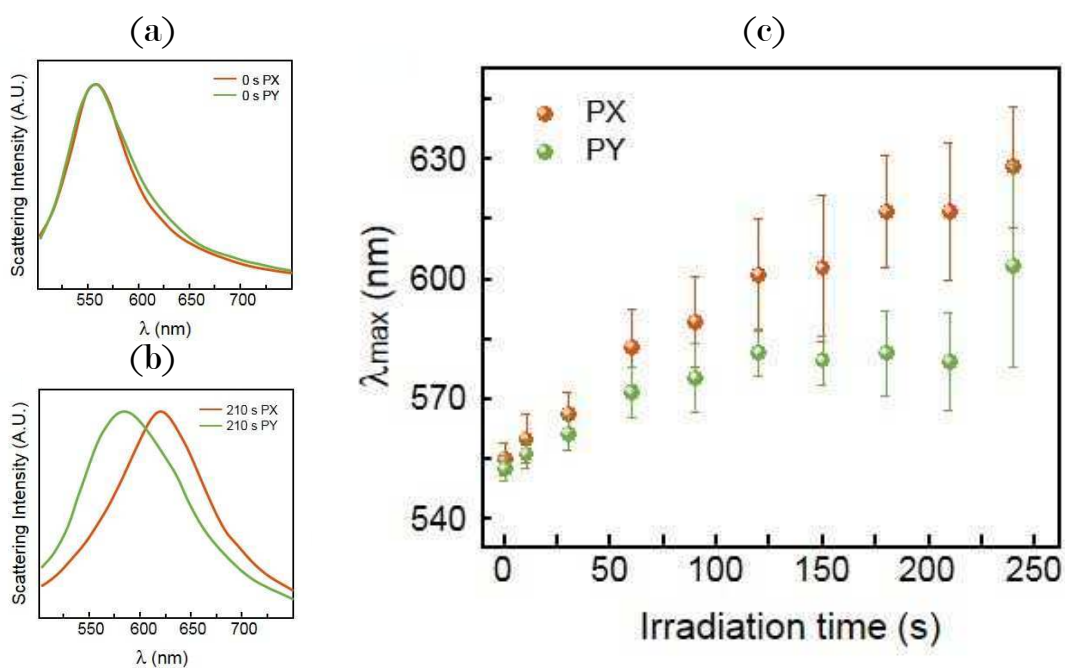 (a)
Scattering Intensity (A.U.)
0 s PX
0 s PY
550 600 650 700
λ (nm)
(b)
Scattering Intensity (A.U.)
210 s PX
210 s PY
550 600 650 700
λ (nm)
(c)
λmax (nm)
PX
PY
630
600
570
540
0 50 100 150 200 250
Irradiation time (s)